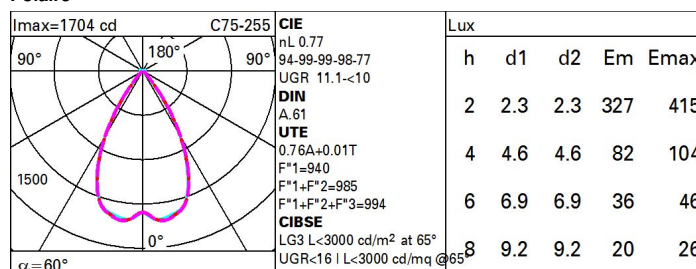 Imax=1704 cd C75-255
90° 180° 90°
1500
0°
α=60°
CIE
nL 0.77
94-99-99-98-77
UGR 11.1-<10
DIN
A.61
UTE
0.76A+0.01T
F"1=940
F"1+F"2=985
F"1+F"2+F"3=994
CIBSE
LG3 L<3000 cd/m² at 65°
UGR<16 | L<3000 cd/mq @65°
Lux
h d1 d2 Em Emax
2 2.3 2.3 327 415
4 4.6 4.6 82 104
6 6.9 6.9 36 46
8 9.2 9.2 20 26